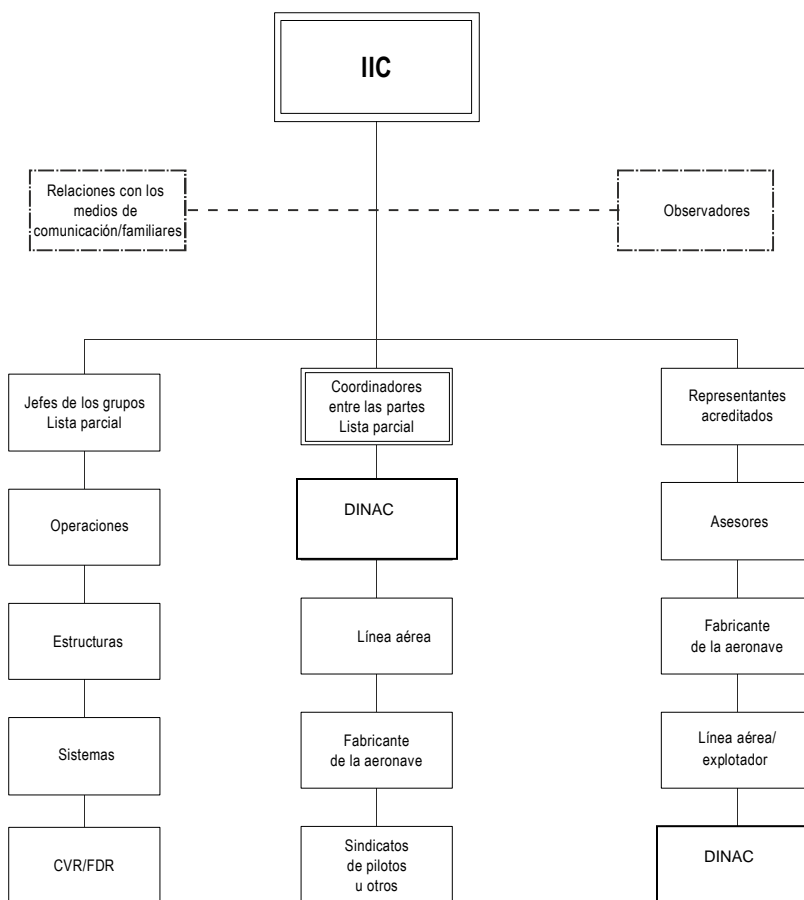 IIC
Relaciones con los
medios de
comunicación/familiares
Observadores
Jefes de los grupos
Lista parcial
Coordinadores
entre las partes
Lista parcial
Representantes
acreditados
Operaciones
DINAC
Asesores
Estructuras
Línea aérea
Fabricante
de la aeronave
Sistemas
Fabricante
de la aeronave
Línea aérea/
explotador
CVR/FDR
Sindicatos
de pilotos
u otros
DINAC